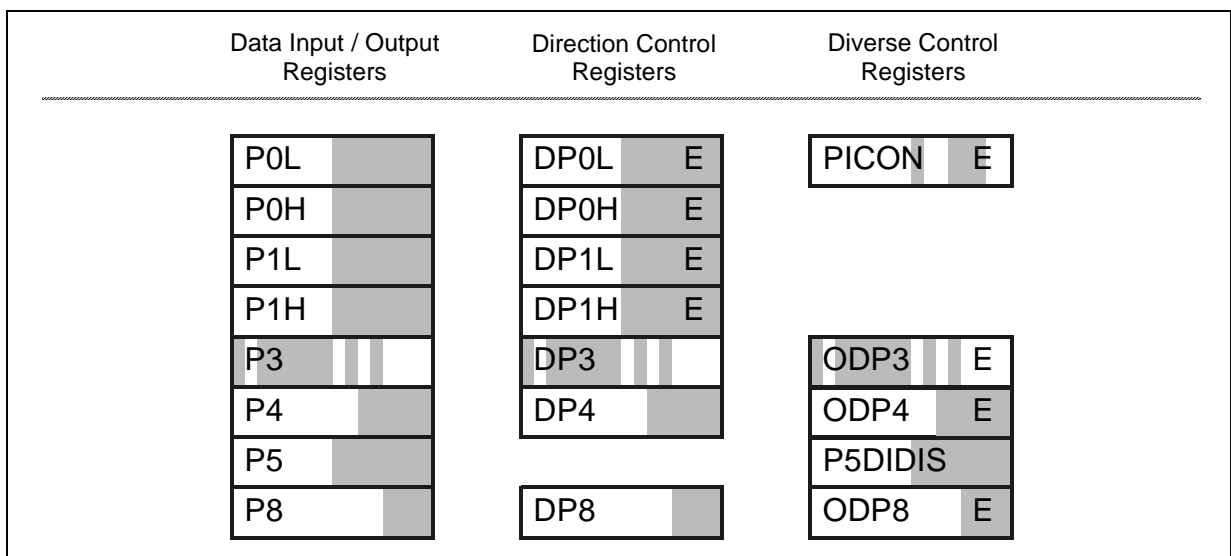 Data Input / Output Registers
Direction Control Registers
Diverse Control Registers
P0L DP0L E PICON E
P0H DP0H E
P1L DP1L E
P1H DP1H E
P3 DP3 ODP3 E
P4 DP4 ODP4 E
P5 P5DIDIS
P8 DP8 ODP8 E